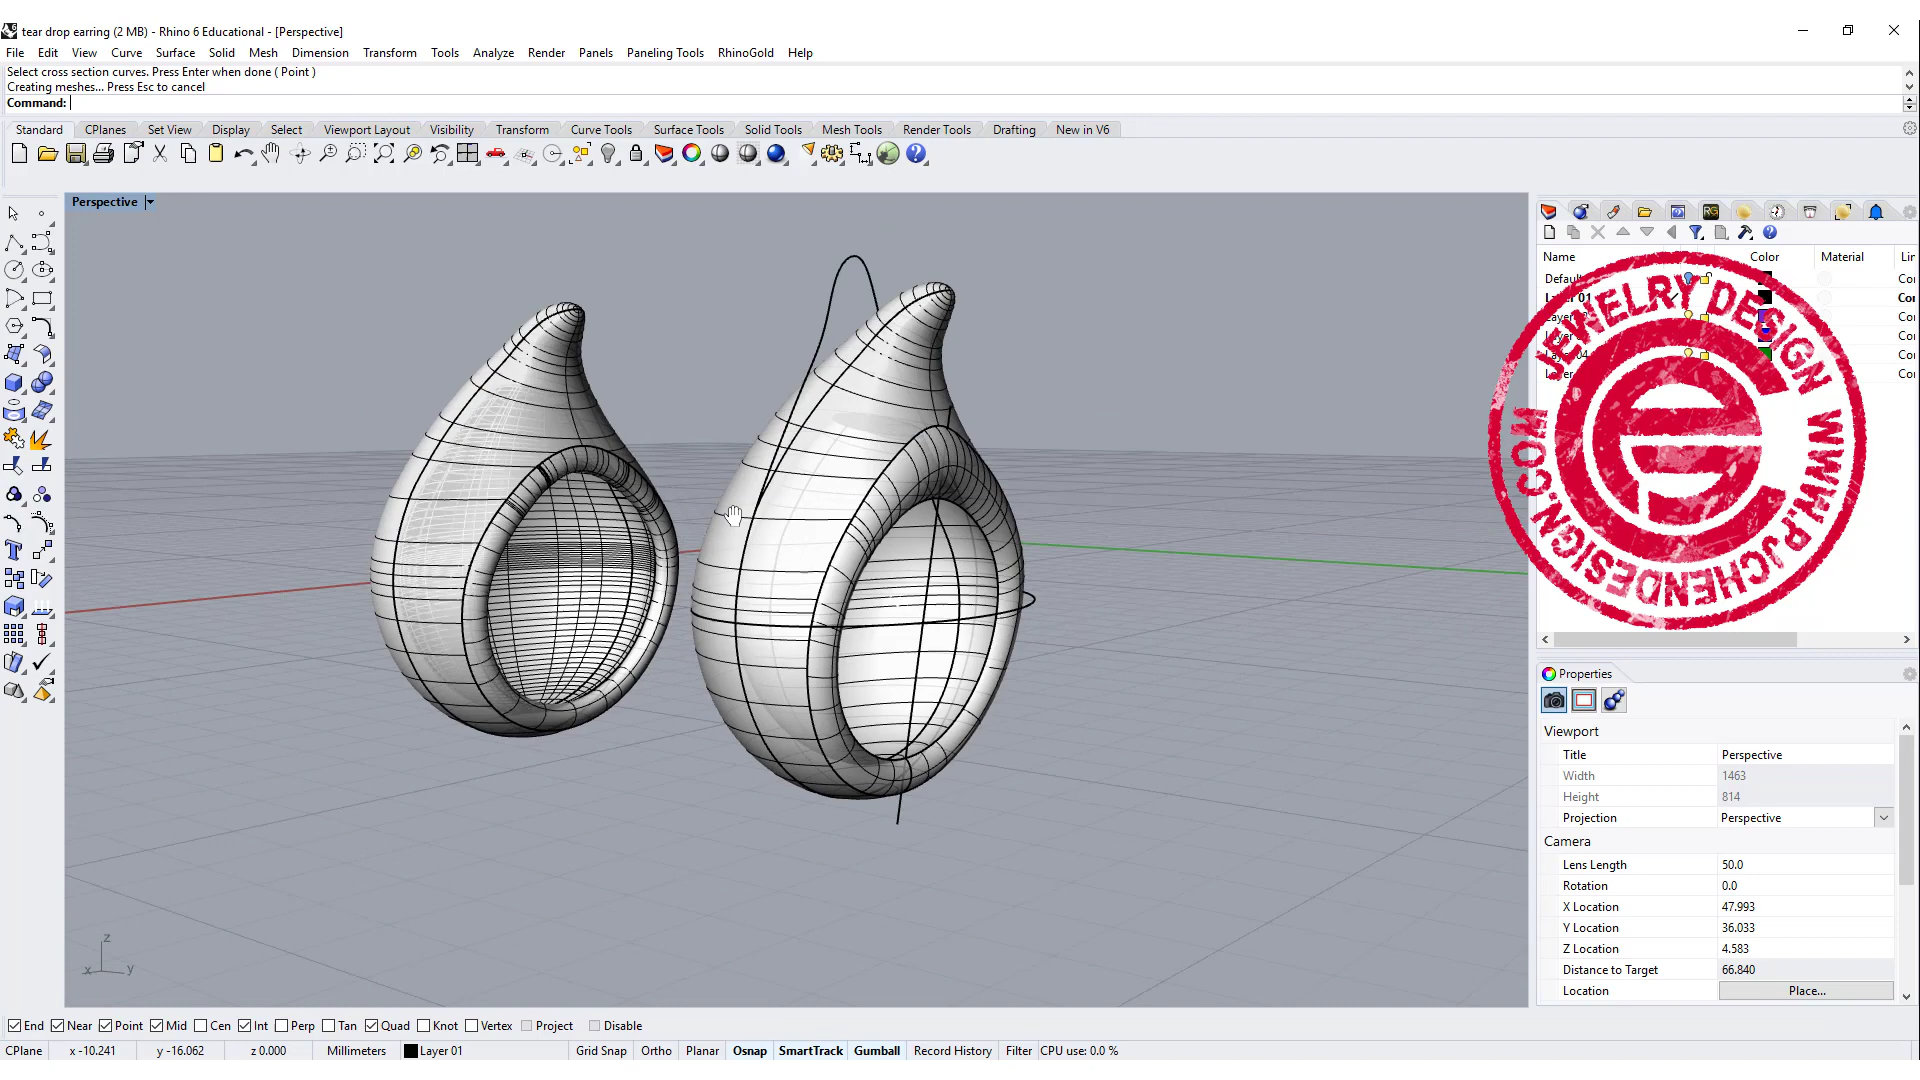 tear drop earring (2 MB) - Rhino 6 Educational - [Perspective]
File Edit View Curve Surface Solid Mesh Dimension Transform Tools Analyze Render Panels Paneling Tools RhinoGold Help
Select cross section curves. Press Enter when done ( Point )
Creating meshes... Press Esc to cancel
Command:
Standard CPlanes Set View Display Select Viewport Layout Visibility Transform Curve Tools Surface Tools Solid Tools Mesh Tools Render Tools Drafting New in V6
Perspective
Name Color Material Lin
JEWELRY DESIGN WWW.PJCHENDESIGN.COM
Properties
Viewport
Title Perspective
Width 1463
Height 814
Projection Perspective
Camera
Lens Length 50.0
Rotation 0.0
X Location 47.993
Y Location 36.033
Z Location 4.583
Distance to Target 66.840
Location Place...
z
x y
End Near Point Mid Cen Int Perp Tan Quad Knot Vertex Project Disable
CPlane x -10.241 y -16.062 z 0.000 Millimeters Layer 01 Grid Snap Ortho Planar Osnap SmartTrack Gumball Record History Filter CPU use: 0.0 %